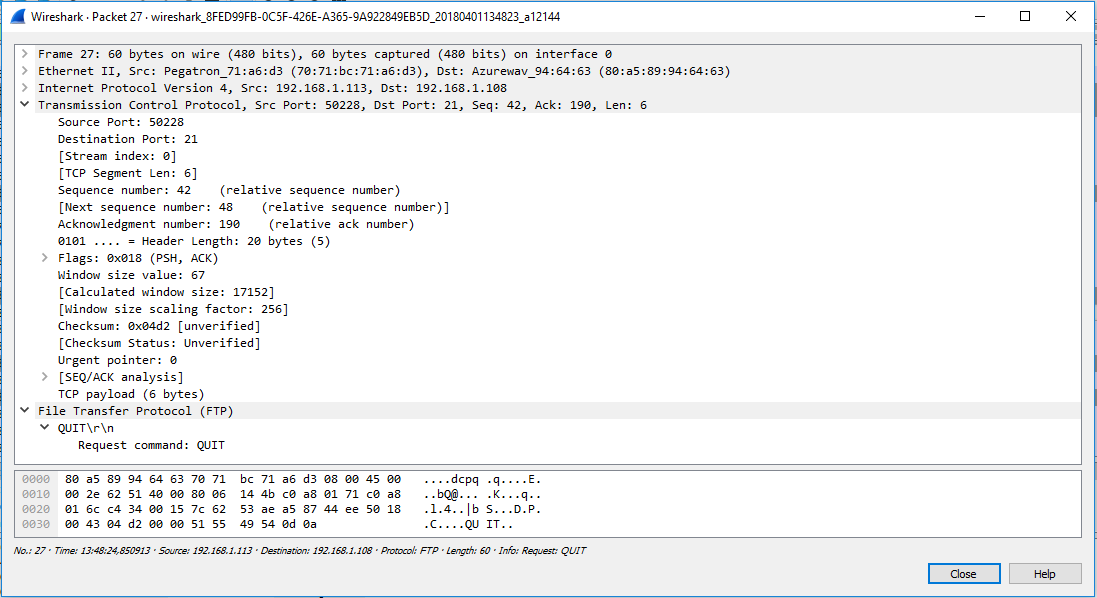 Wireshark · Packet 27 · wireshark_8FED99FB-0C5F-426E-A365-9A922849EB5D_20180401134823_a12144
Frame 27: 60 bytes on wire (480 bits), 60 bytes captured (480 bits) on interface 0
Ethernet II, Src: Pegatron_71:a6:d3 (70:71:bc:71:a6:d3), Dst: Azurewav_94:64:63 (80:a5:89:94:64:63)
Internet Protocol Version 4, Src: 192.168.1.113, Dst: 192.168.1.108
Transmission Control Protocol, Src Port: 50228, Dst Port: 21, Seq: 42, Ack: 190, Len: 6
Source Port: 50228
Destination Port: 21
[Stream index: 0]
[TCP Segment Len: 6]
Sequence number: 42    (relative sequence number)
[Next sequence number: 48    (relative sequence number)]
Acknowledgment number: 190    (relative ack number)
0101 .... = Header Length: 20 bytes (5)
Flags: 0x018 (PSH, ACK)
Window size value: 67
[Calculated window size: 17152]
[Window size scaling factor: 256]
Checksum: 0x04d2 [unverified]
[Checksum Status: Unverified]
Urgent pointer: 0
[SEQ/ACK analysis]
TCP payload (6 bytes)
File Transfer Protocol (FTP)
QUIT\r\n
Request command: QUIT
0000  80 a5 89 94 64 63 70 71  bc 71 a6 d3 08 00 45 00   ....dcpq .q....E.
0010  00 2e 62 51 40 00 80 06  14 4b c0 a8 01 71 c0 a8   ..bQ@... .K...q..
0020  01 6c c4 34 00 15 7c 62  53 ae a5 87 44 ee 50 18   .l.4..|b S...D.P.
0030  00 43 04 d2 00 00 51 55  49 54 0d 0a   .C....QU IT..
No.: 27 · Time: 13:48:24,850913 · Source: 192.168.1.113 · Destination: 192.168.1.108 · Protocol: FTP · Length: 60 · Info: Request: QUIT
Close
Help